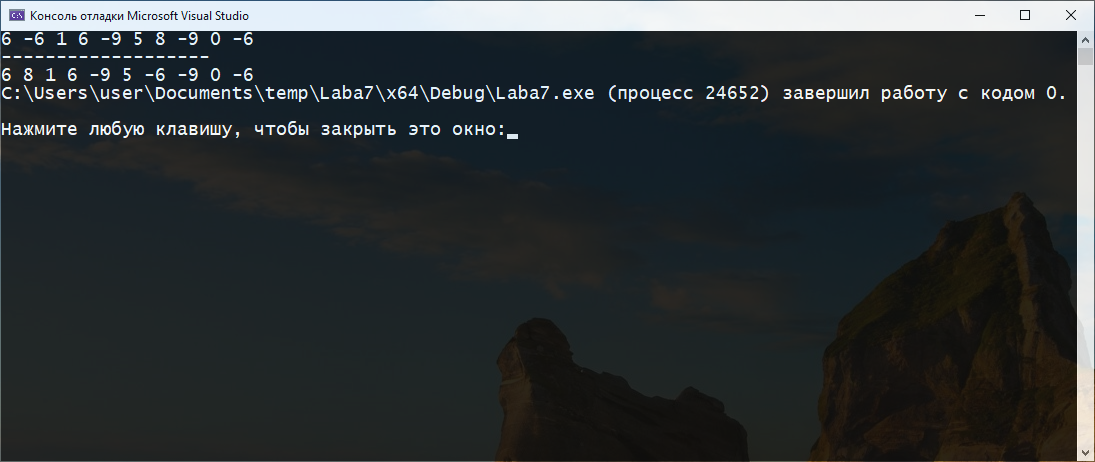 Консоль отладки Microsoft Visual Studio
6 -6 1 6 -9 5 8 -9 0 -6
-------------------
6 8 1 6 -9 5 -6 -9 0 -6
C:\Users\user\Documents\temp\Laba7\x64\Debug\Laba7.exe (процесс 24652) завершил работу с кодом 0.
Нажмите любую клавишу, чтобы закрыть это окно: